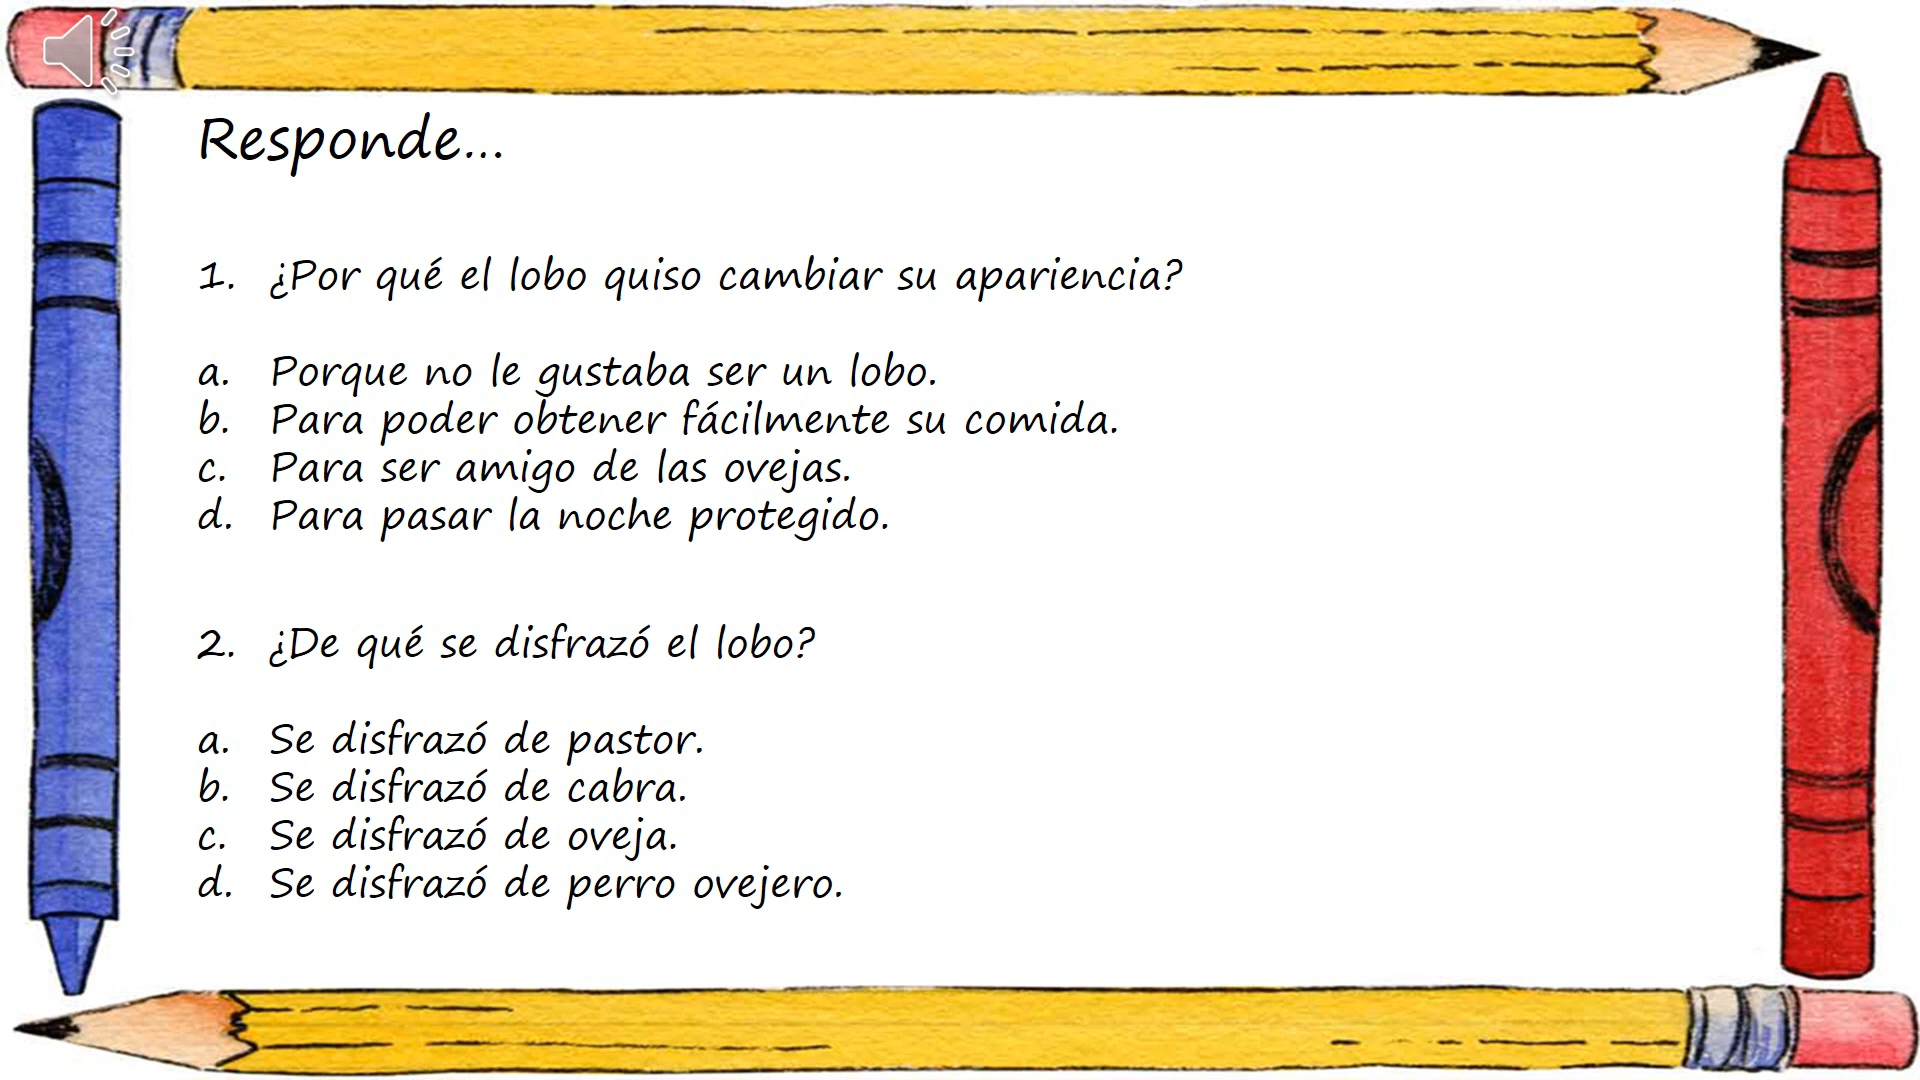 Responde...
1. ¿Por qué el lobo quiso cambiar su apariencia?
a. Porque no le gustaba ser un lobo.
b. Para poder obtener fácilmente su comida.
c. Para ser amigo de las ovejas.
d. Para pasar la noche protegido.
2. ¿De qué se disfrazó el lobo?
a. Se disfrazó de pastor.
b. Se disfrazó de cabra.
c. Se disfrazó de oveja.
d. Se disfrazó de perro ovejero.